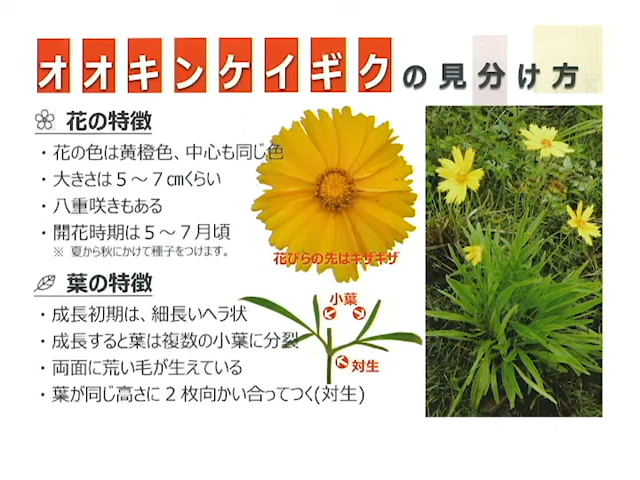 オオキンケイギクの見分け方
花の特徴
・花の色は黄橙色、中心も同じ色
・大きさは５～７㎝くらい
・八重咲きもある
・開花時期は５～７月頃
※ 夏から秋にかけて種子をつけます。
花びらの先はギザギザ
葉の特徴
・成長初期は、細長いヘラ状
・成長すると葉は複数の小葉に分裂
・両面に荒い毛が生えている
・葉が同じ高さに２枚向かい合ってつく(対生)
小葉
対生